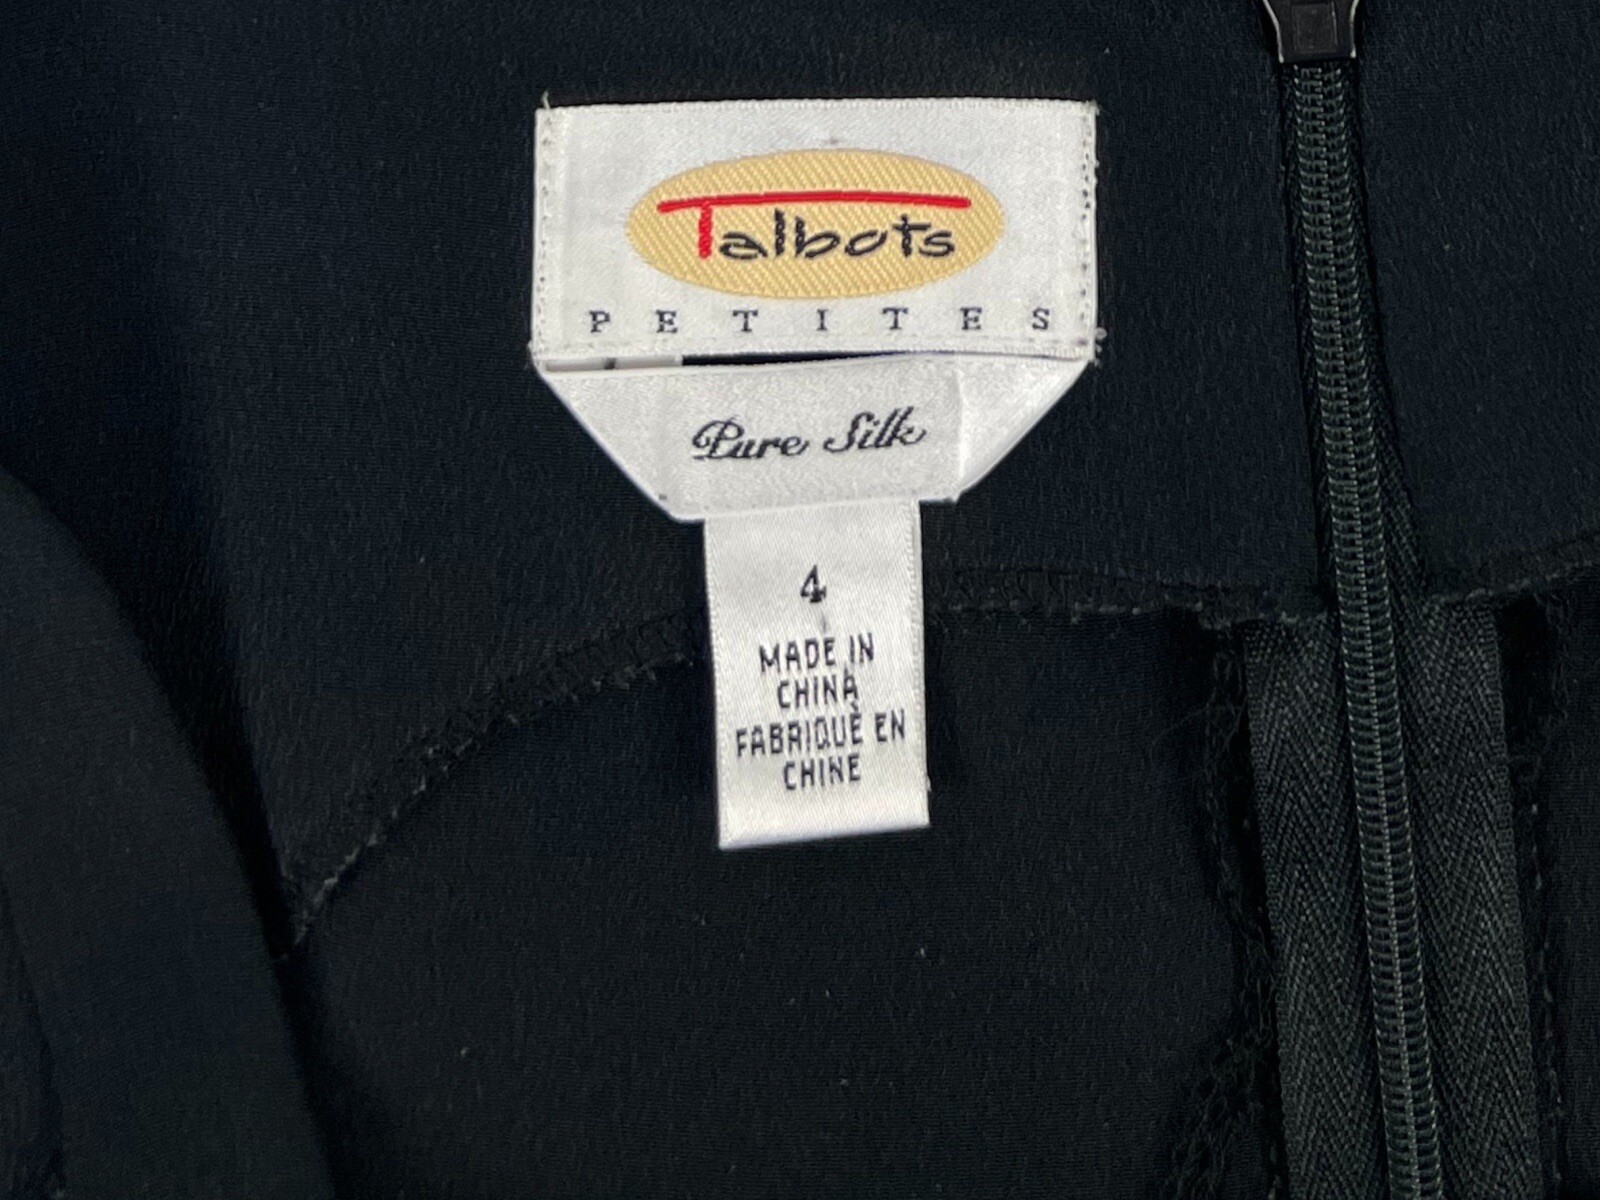 Talbots
PETITES
Pure Silk
4
MADE IN
CHINA
FABRIQUÉ EN
CHINE